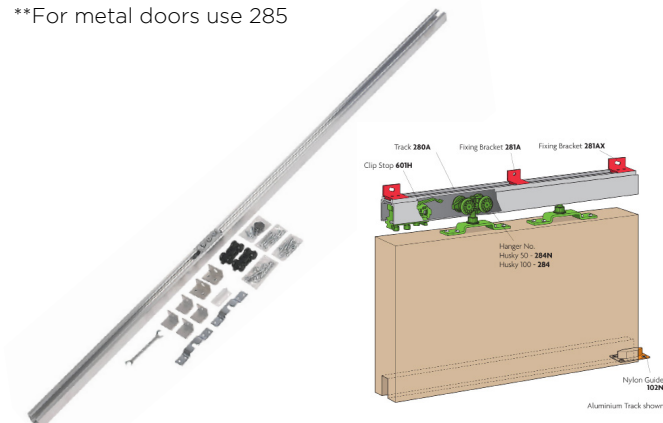 **For metal doors use 285
Track 280A
Fixing Bracket 281A
Fixing Bracket 281AX
Clip Stop 601H
Hanger No.
Husky 50 - 284N
Husky 100 - 284
Nylon Guide
102N
Aluminium Track shown